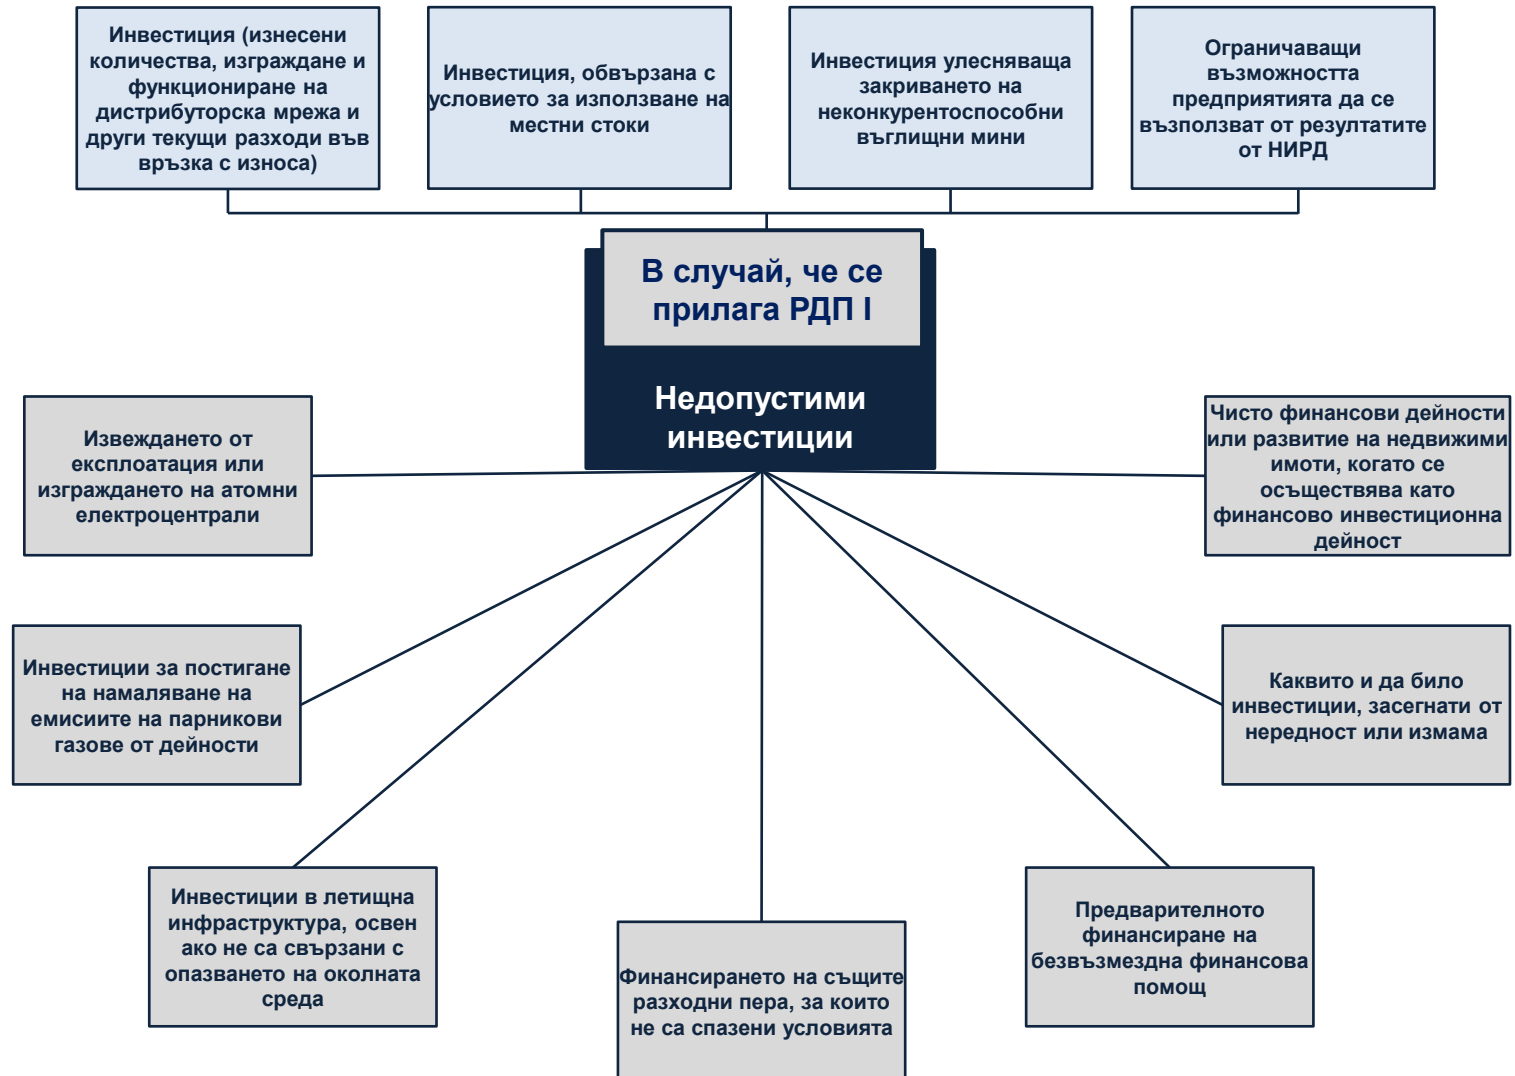 Инвестиция (изнесени
количества, изграждане и
функциониране на
дистрибуторска мрежа и
други текущи разходи във
връзка с износа)
Инвестиция, обвързана с
условието за използване на
местни стоки
Инвестиция улесняваща
закриването на
неконкурентоспособни
въглищни мини
Ограничаващи
възможността
предприятията да се
възползват от резултатите
от НИРД
В случай, че се
прилага РДП I
Недопустими
инвестиции
Извеждането от
експлоатация или
изграждането на атомни
електроцентрали
Чисто финансови дейности
или развитие на недвижими
имоти, когато се
осъществява като
финансово инвестиционна
дейност
Инвестиции за постигане
на намаляване на
емисиите на парникови
газове от дейности
Каквито и да било
инвестиции, засегнати от
нередност или измама
Инвестиции в летищна
инфраструктура, освен
ако не са свързани с
опазването на околната
среда
Финансирането на същите
разходни пера, за които
не са спазени условията
Предварителното
финансиране на
безвъзмездна финансова
помощ